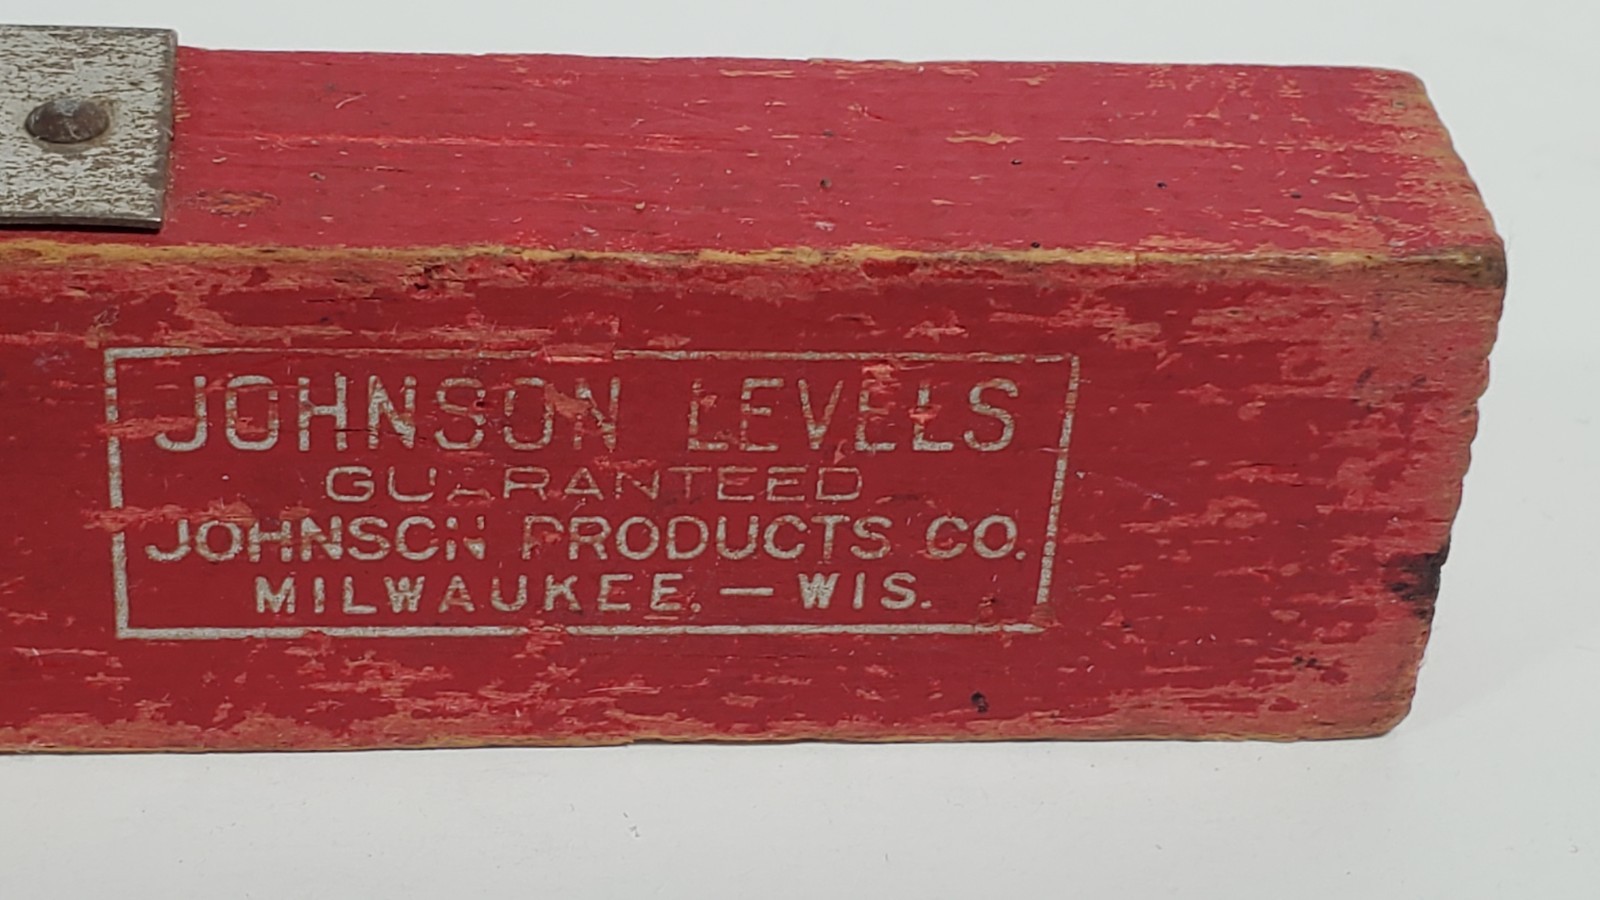 JOHNSON LEVELS
GUARANTEED
JOHNSON PRODUCTS CO.
MILWAUKEE. — WIS.